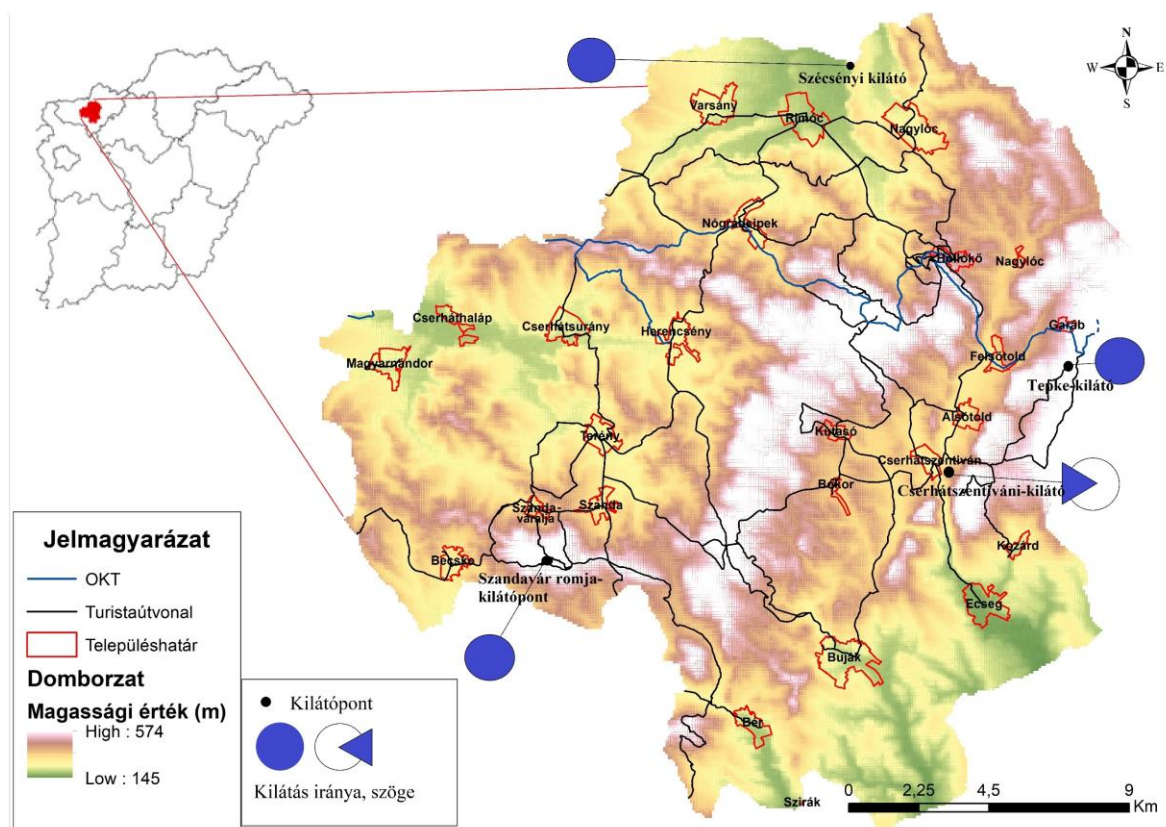 N
W E
S
Szécsényi kilátó
Varsány
Rimóc
Nagylóc
Nógrádsipek
Hollókő
Nagylóc
Cserháthaláp
Cserhátsurány
Herencsény
Garáb
Magyarnándor
Felsőtold
Tepke-kilátó
Alsótold
Terény
Kutasó
Cserhátszentiván
Bokor
Cserhátszentiváni-kilátó
Szanda-
váralja
Szanda
Kozárd
Becske
Szandavár romja-
kilátópont
Ecseg
Buják
Bér
Szirák
Jelmagyarázat
OKT
Turistaútvonal
Településhatár
Domborzat
Magassági érték (m)
High : 574
Low : 145
Kilátópont
Kilátás iránya, szöge
0 2,25 4,5 9
Km